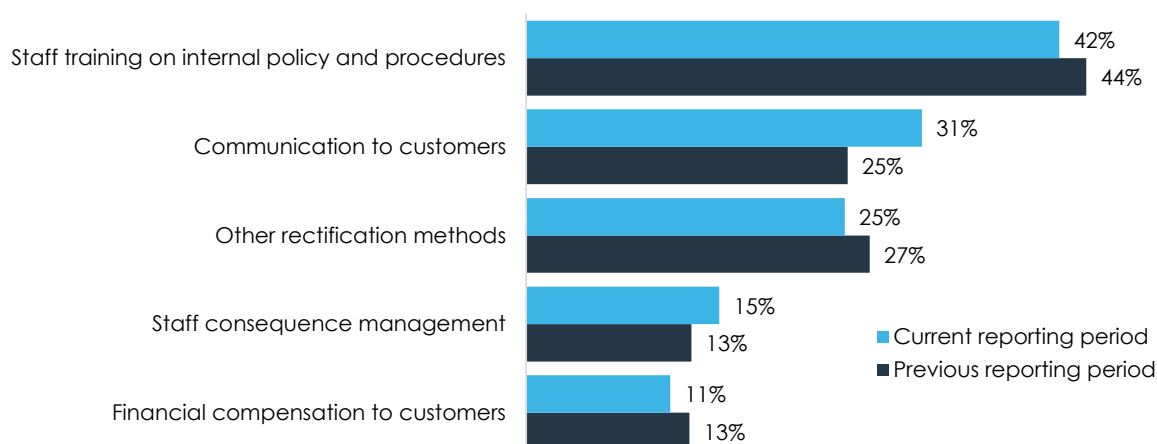 Staff training on internal policy and procedures
42%
44%
Communication to customers
31%
25%
Other rectification methods
25%
27%
Staff consequence management
15%
13%
Financial compensation to customers
11%
13%
Current reporting period
Previous reporting period